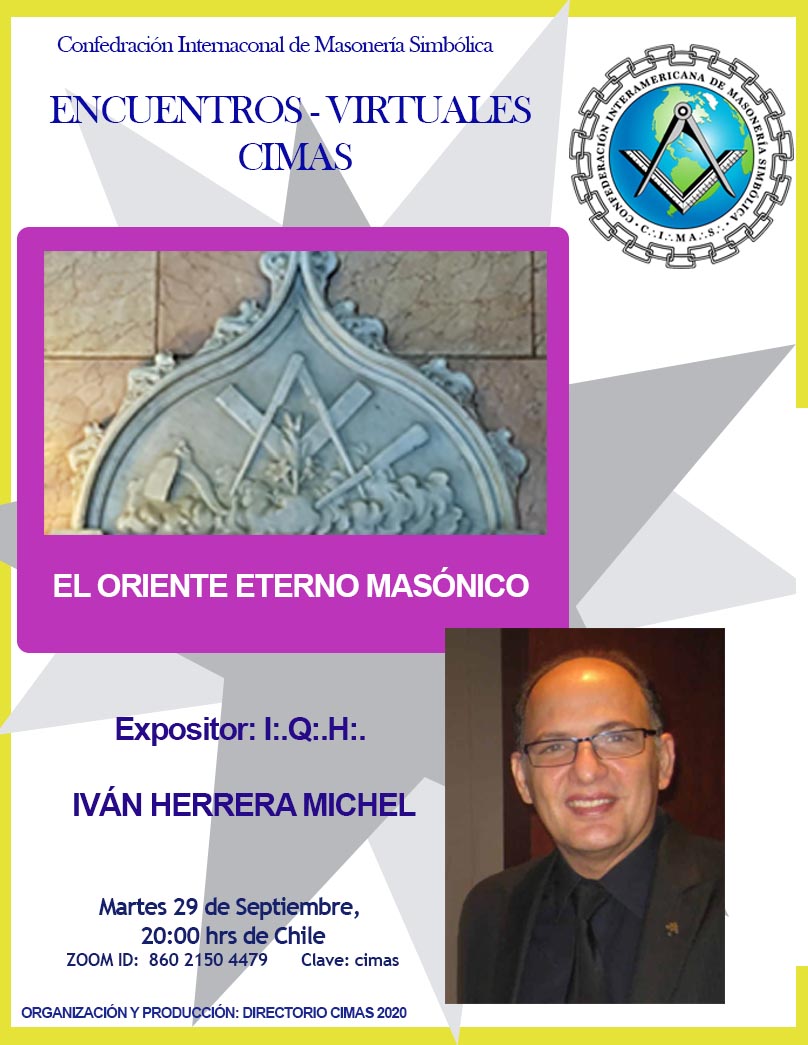 Confedración Internaconal de Masonería Simbólica
ENCUENTROS - VIRTUALES
CIMAS
CONFEDERACIÓN INTERAMERICANA DE MASONERÍA SIMBÓLICA
• C∴I∴M∴A∴S∴ •
EL ORIENTE ETERNO MASÓNICO
Expositor: I:.Q:.H:.
IVÁN HERRERA MICHEL
Martes 29 de Septiembre,
20:00 hrs de Chile
ZOOM ID: 860 2150 4479 Clave: cimas
ORGANIZACIÓN Y PRODUCCIÓN: DIRECTORIO CIMAS 2020